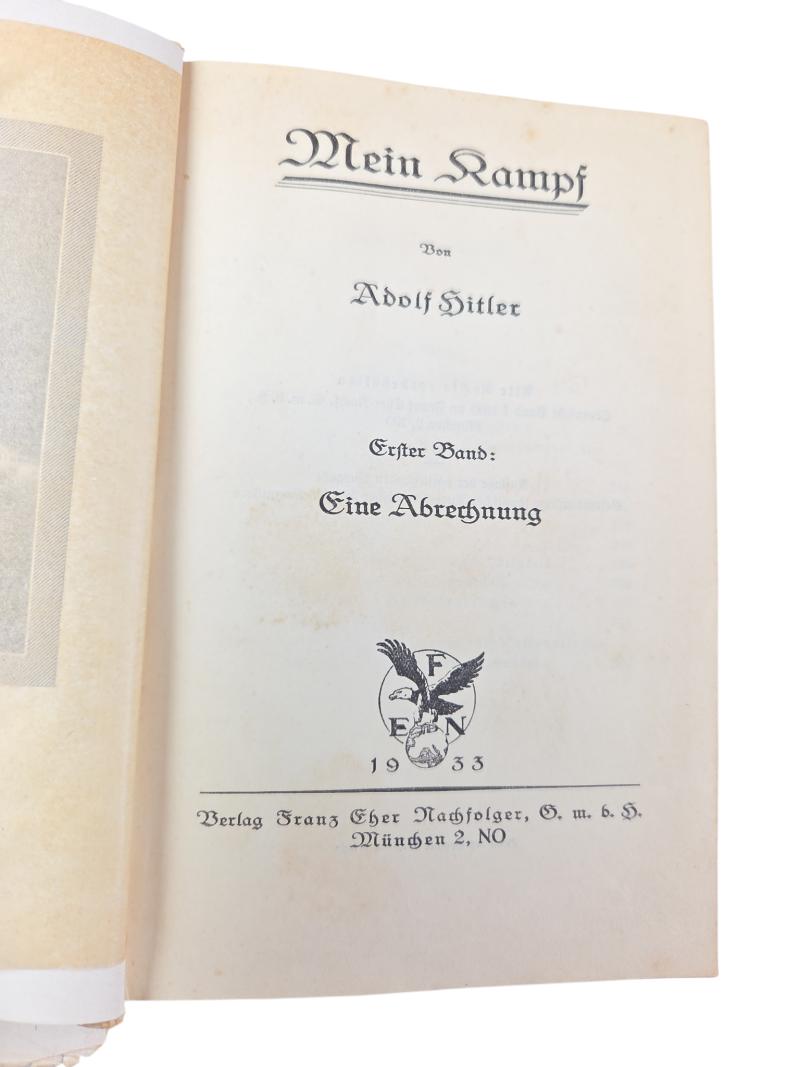 Mein Kampf
Von
Adolf Hitler
Erster Band:
Eine Abrechnung
F
E N
1933
Verlag Franz Eher Nachfolger, G. m. b. H.
München 2, NO